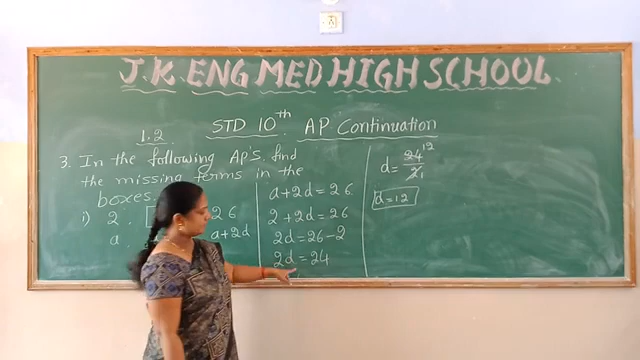 J.K. ENG MED HIGH SCHOOL
STD 10th. AP Continuation
1.2
3. In the following AP'S, find
the missing terms in the
boxes.
i) 2, 26
a a+2d
a+2d=26
2+2d=26
2d=26-2
2d=24
d=24/2 12 1
d=12